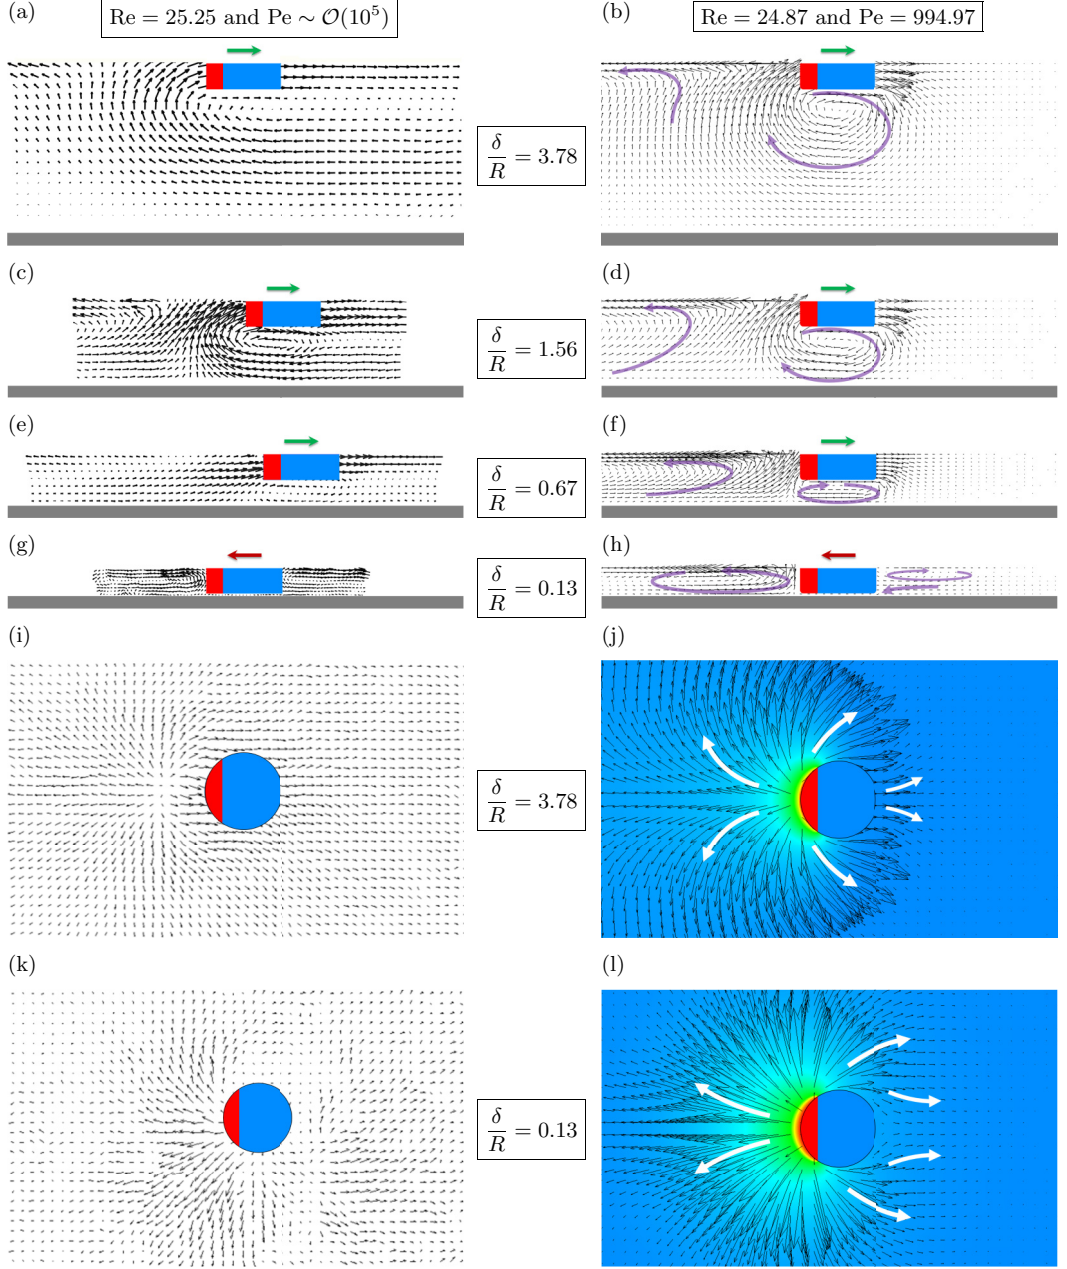 (a)
Re = 25.25 and Pe ∼ 𝒪(10⁵)
(b)
Re = 24.87 and Pe = 994.97
δ/R = 3.78
(c)
(d)
δ/R = 1.56
(e)
(f)
δ/R = 0.67
(g)
(h)
δ/R = 0.13
(i)
(j)
δ/R = 3.78
(k)
(l)
δ/R = 0.13